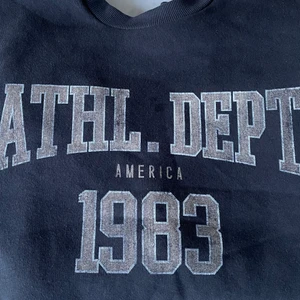 ATHL. DEPT
AMERICA
1983